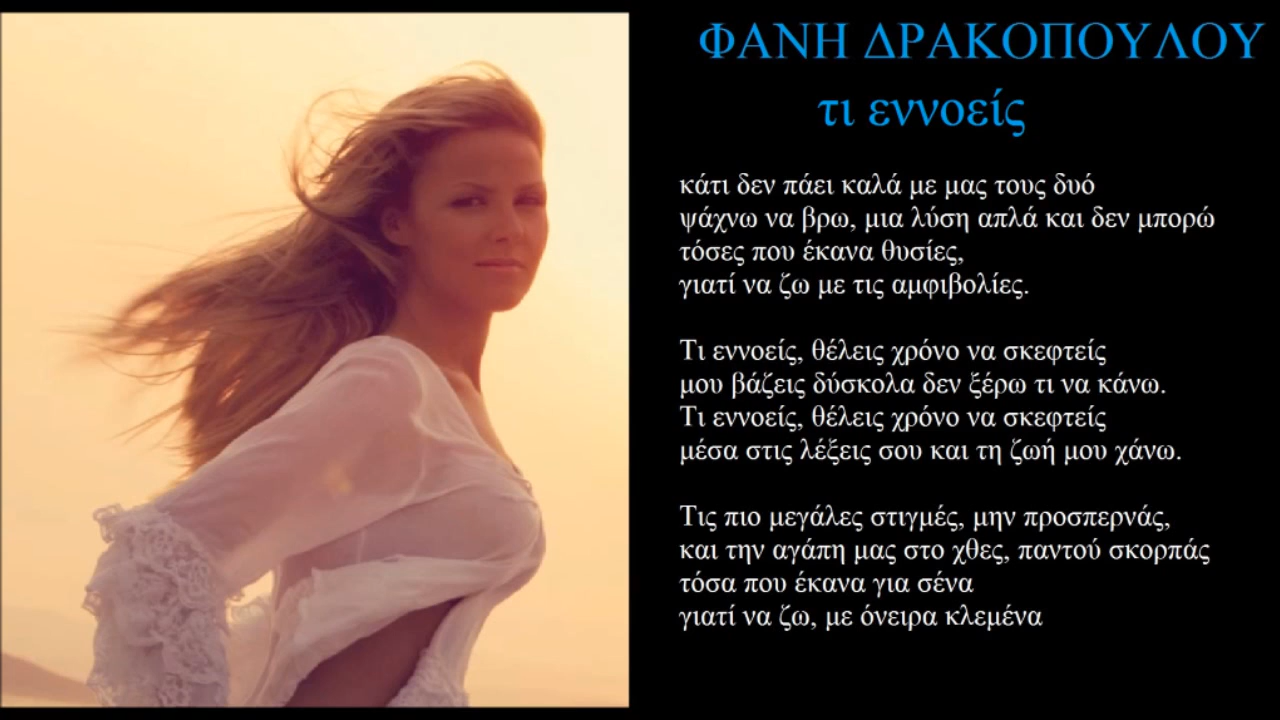 ΦΑΝΗ ΔΡΑΚΟΠΟΥΛΟΥ
τι εννοείς
κάτι δεν πάει καλά με μας τους δυό
ψάχνω να βρω, μια λύση απλά και δεν μπορώ
τόσες που έκανα θυσίες,
γιατί να ζω με τις αμφιβολίες.
Τι εννοείς, θέλεις χρόνο να σκεφτείς
μου βάζεις δύσκολα δεν ξέρω τι να κάνω.
Τι εννοείς, θέλεις χρόνο να σκεφτείς
μέσα στις λέξεις σου και τη ζωή μου χάνω.
Τις πιο μεγάλες στιγμές, μην προσπερνάς,
και την αγάπη μας στο χθες, παντού σκορπάς
τόσα που έκανα για σένα
γιατί να ζω, με όνειρα κλεμένα